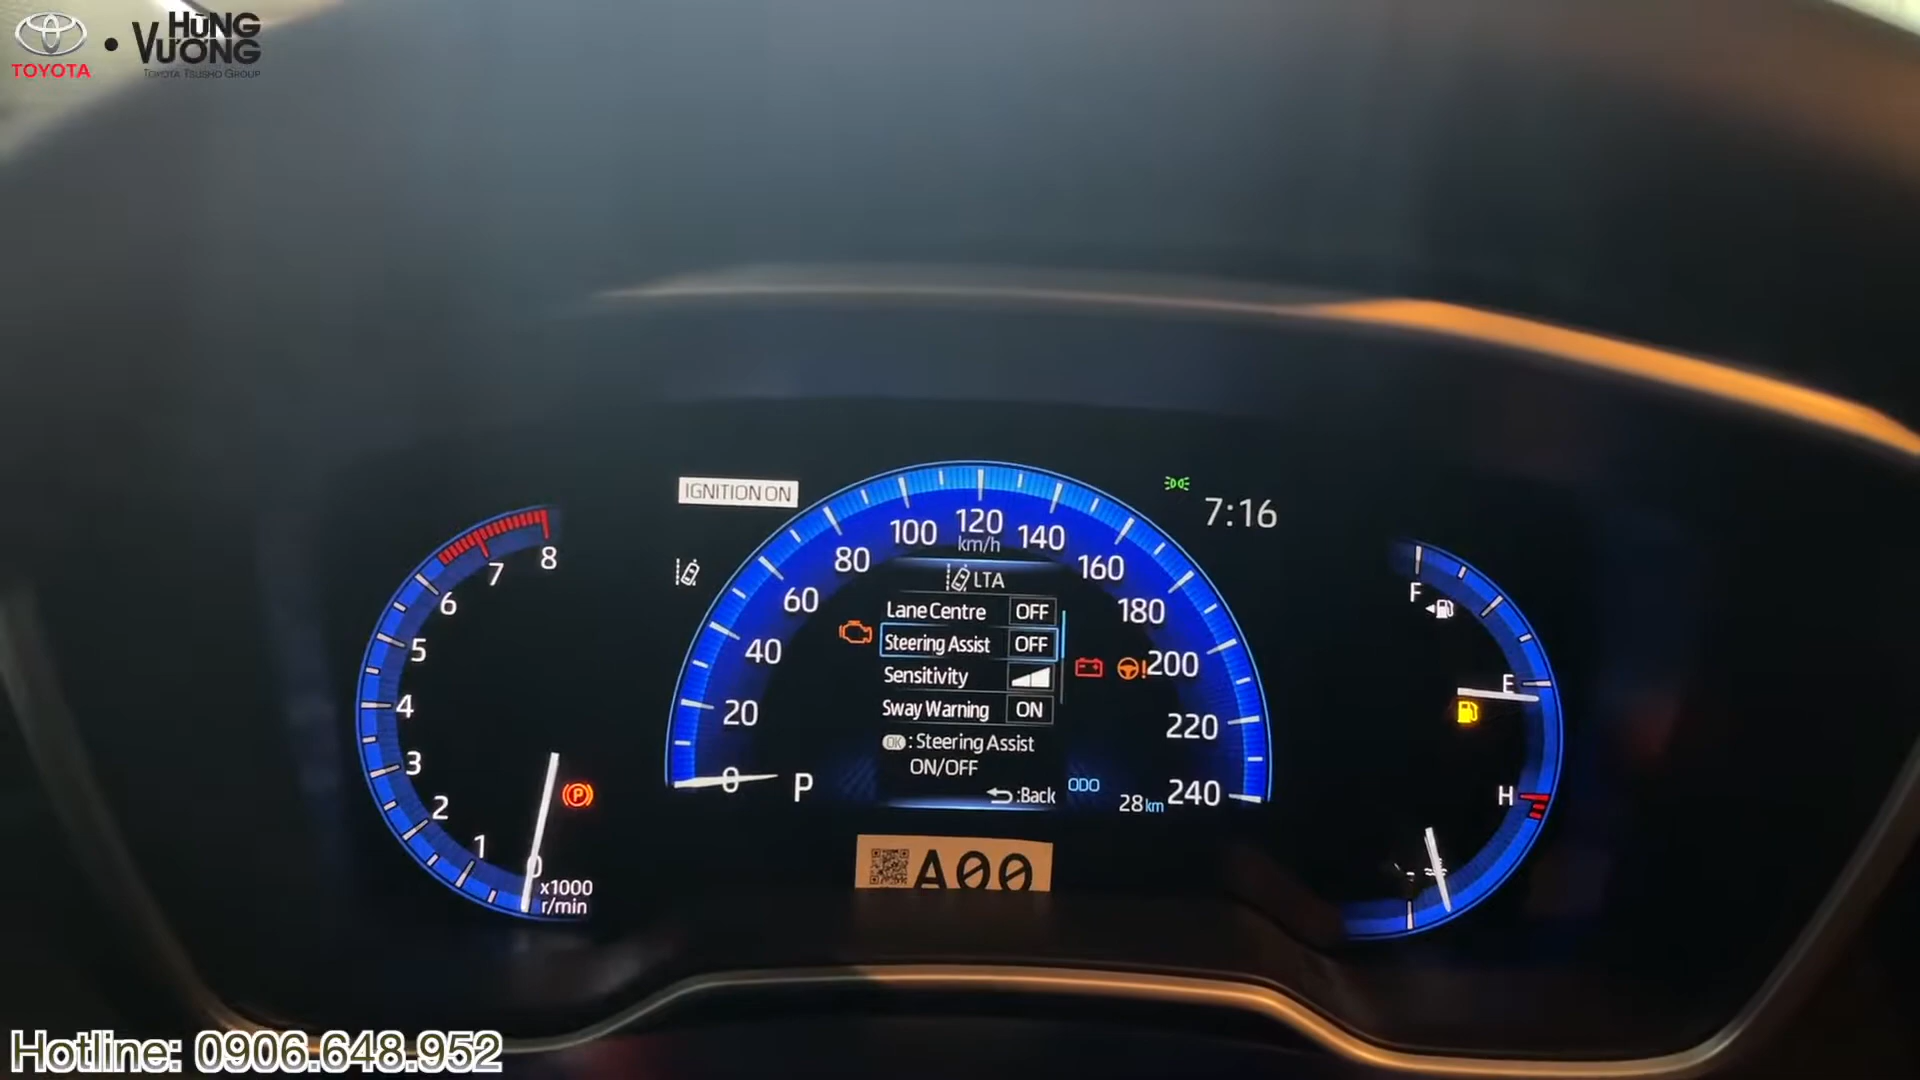 TOYOTA
HÙNG
VƯƠNG
TOYOTA TSUSHO GROUP
IGNITION ON
7:16
0
20
40
60
80
100
120
km/h
140
160
180
200
220
240
LTA
Lane Centre OFF
Steering Assist OFF
Sensitivity
Sway Warning ON
OK : Steering Assist
ON/OFF
:Back
P
ODO
28 km
8
7
6
5
4
3
2
1
0
x1000
r/min
P
F
E
H
A00
Hotline: 0906.648.952